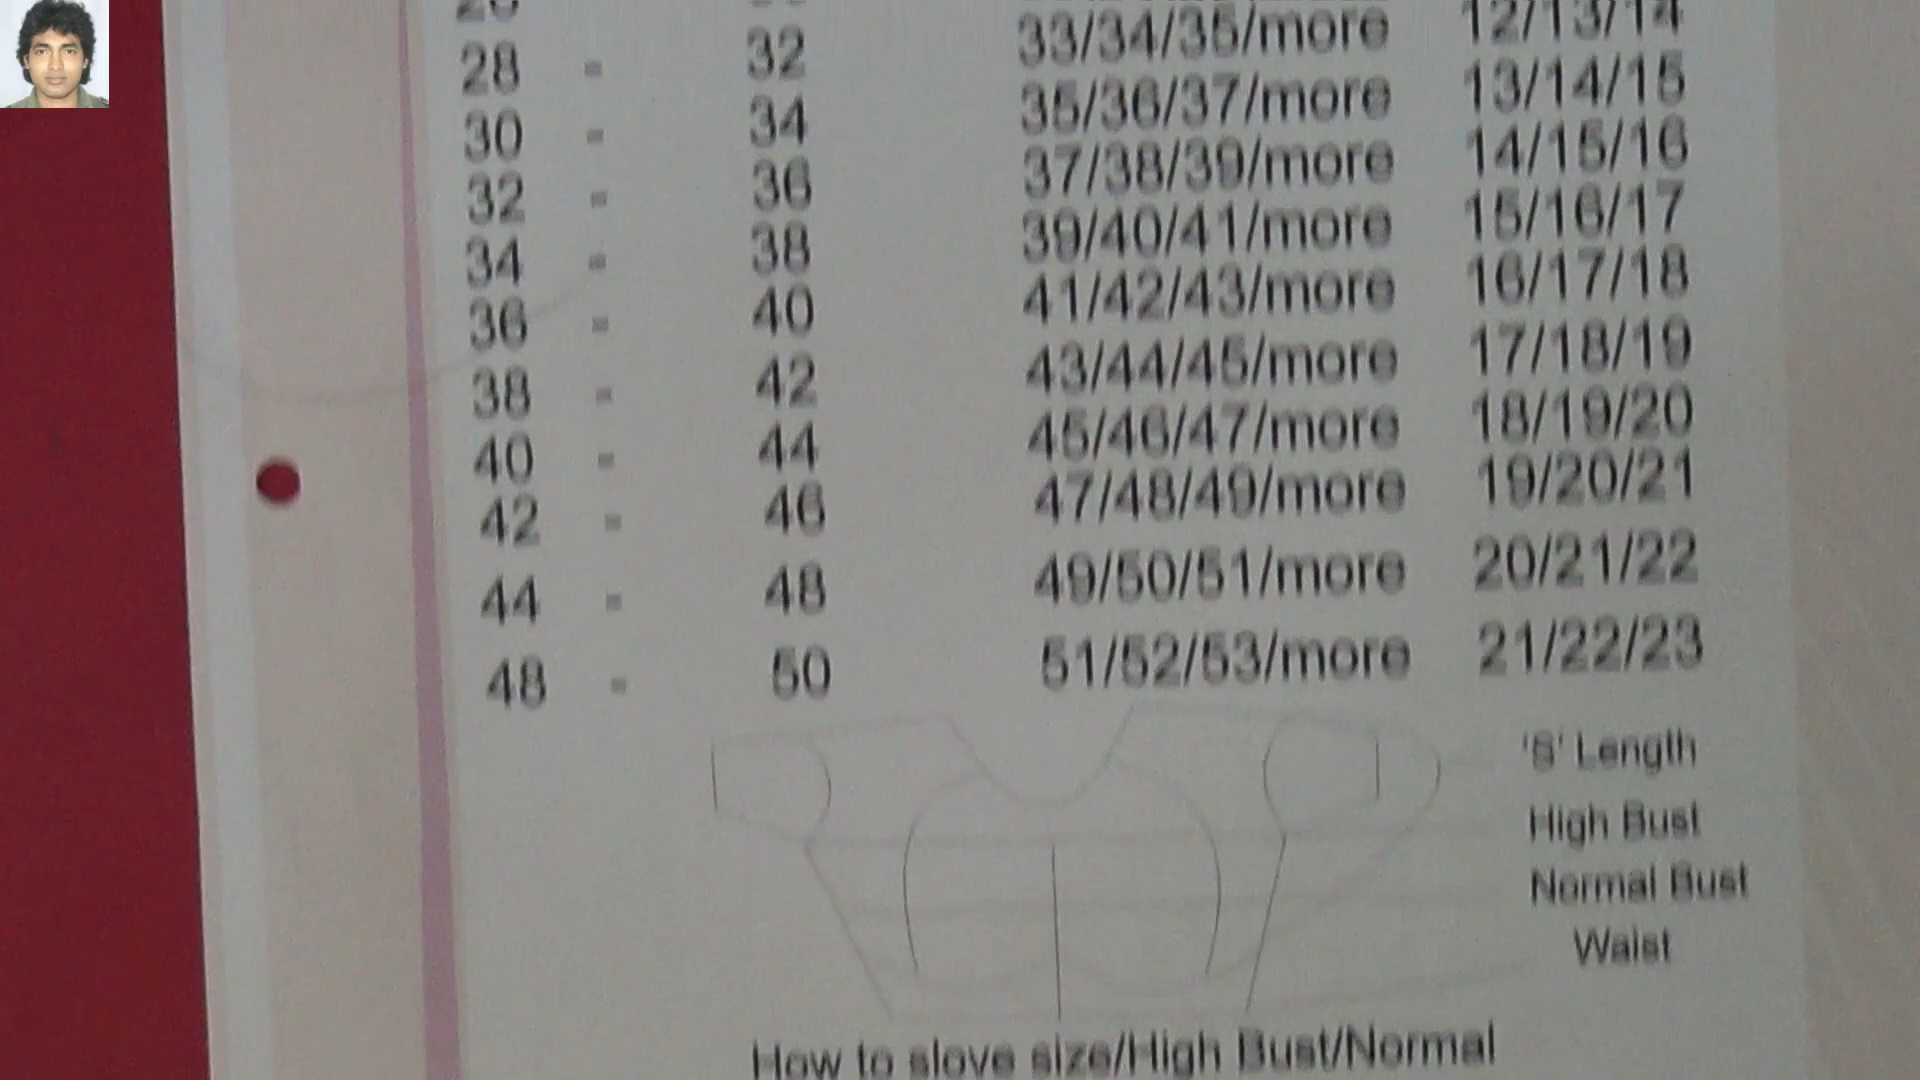 28 - 32 33/34/35/more 12/13/14
30 - 34 35/36/37/more 13/14/15
32 - 36 37/38/39/more 14/15/16
34 - 38 39/40/41/more 15/16/17
36 - 40 41/42/43/more 16/17/18
38 - 42 43/44/45/more 17/18/19
40 - 44 45/46/47/more 18/19/20
42 - 46 47/48/49/more 19/20/21
44 - 48 49/50/51/more 20/21/22
48 - 50 51/52/53/more 21/22/23
'S' Length
High Bust
Normal Bust
Waist
How to slove size/High Bust/Normal